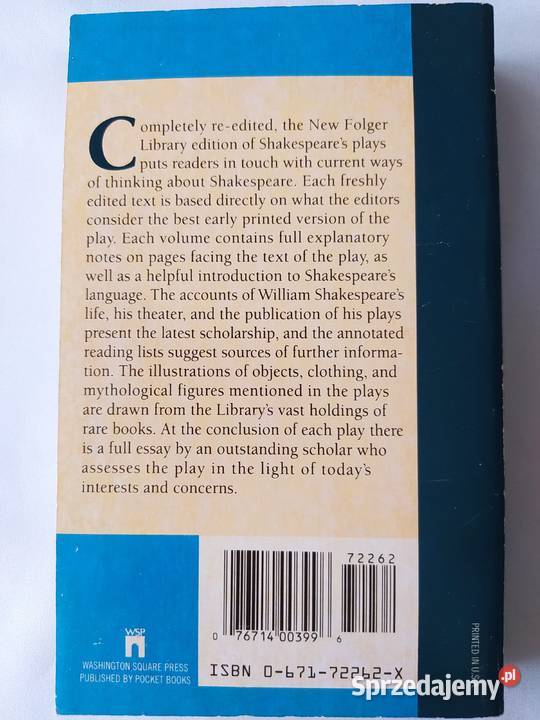 Completely re-edited, the New Folger
Library edition of Shakespeare's plays
puts readers in touch with current ways
of thinking about Shakespeare. Each freshly
edited text is based directly on what the editors
consider the best early printed version of the
play. Each volume contains full explanatory
notes on pages facing the text of the play, as
well as a helpful introduction to Shakespeare's
language. The accounts of William Shakespeare's
life, his theater, and the publication of his plays
present the latest scholarship, and the annotated
reading lists suggest sources of further informa-
tion. The illustrations of objects, clothing, and
mythological figures mentioned in the plays
are drawn from the Library's vast holdings of
rare books. At the conclusion of each play there
is a full essay by an outstanding scholar who
assesses the play in the light of today's
interests and concerns.
72262
0 76714 00399 6
ISBN 0-671-72262-X
WSP
WASHINGTON SQUARE PRESS
PUBLISHED BY POCKET BOOKS
PRINTED IN U.S
Sprzedajemy.pl